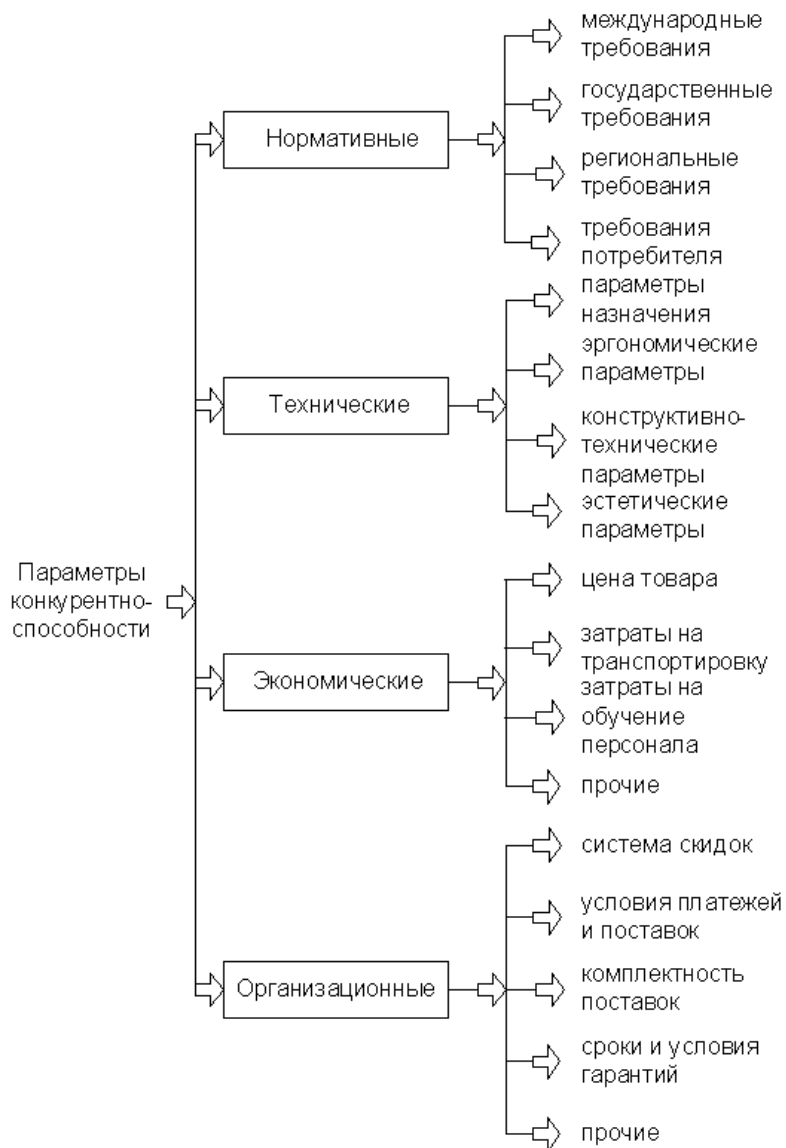 Параметры
конкурентно-
способности
Нормативные
международные
требования
государственные
требования
региональные
требования
требования
потребителя
Технические
параметры
назначения
эргономические
параметры
конструктивно-
технические
параметры
эстетические
параметры
Экономические
цена товара
затраты на
транспортировку
затраты на
обучение
персонала
прочие
Организационные
система скидок
условия платежей
и поставок
комплектность
поставок
сроки и условия
гарантий
прочие